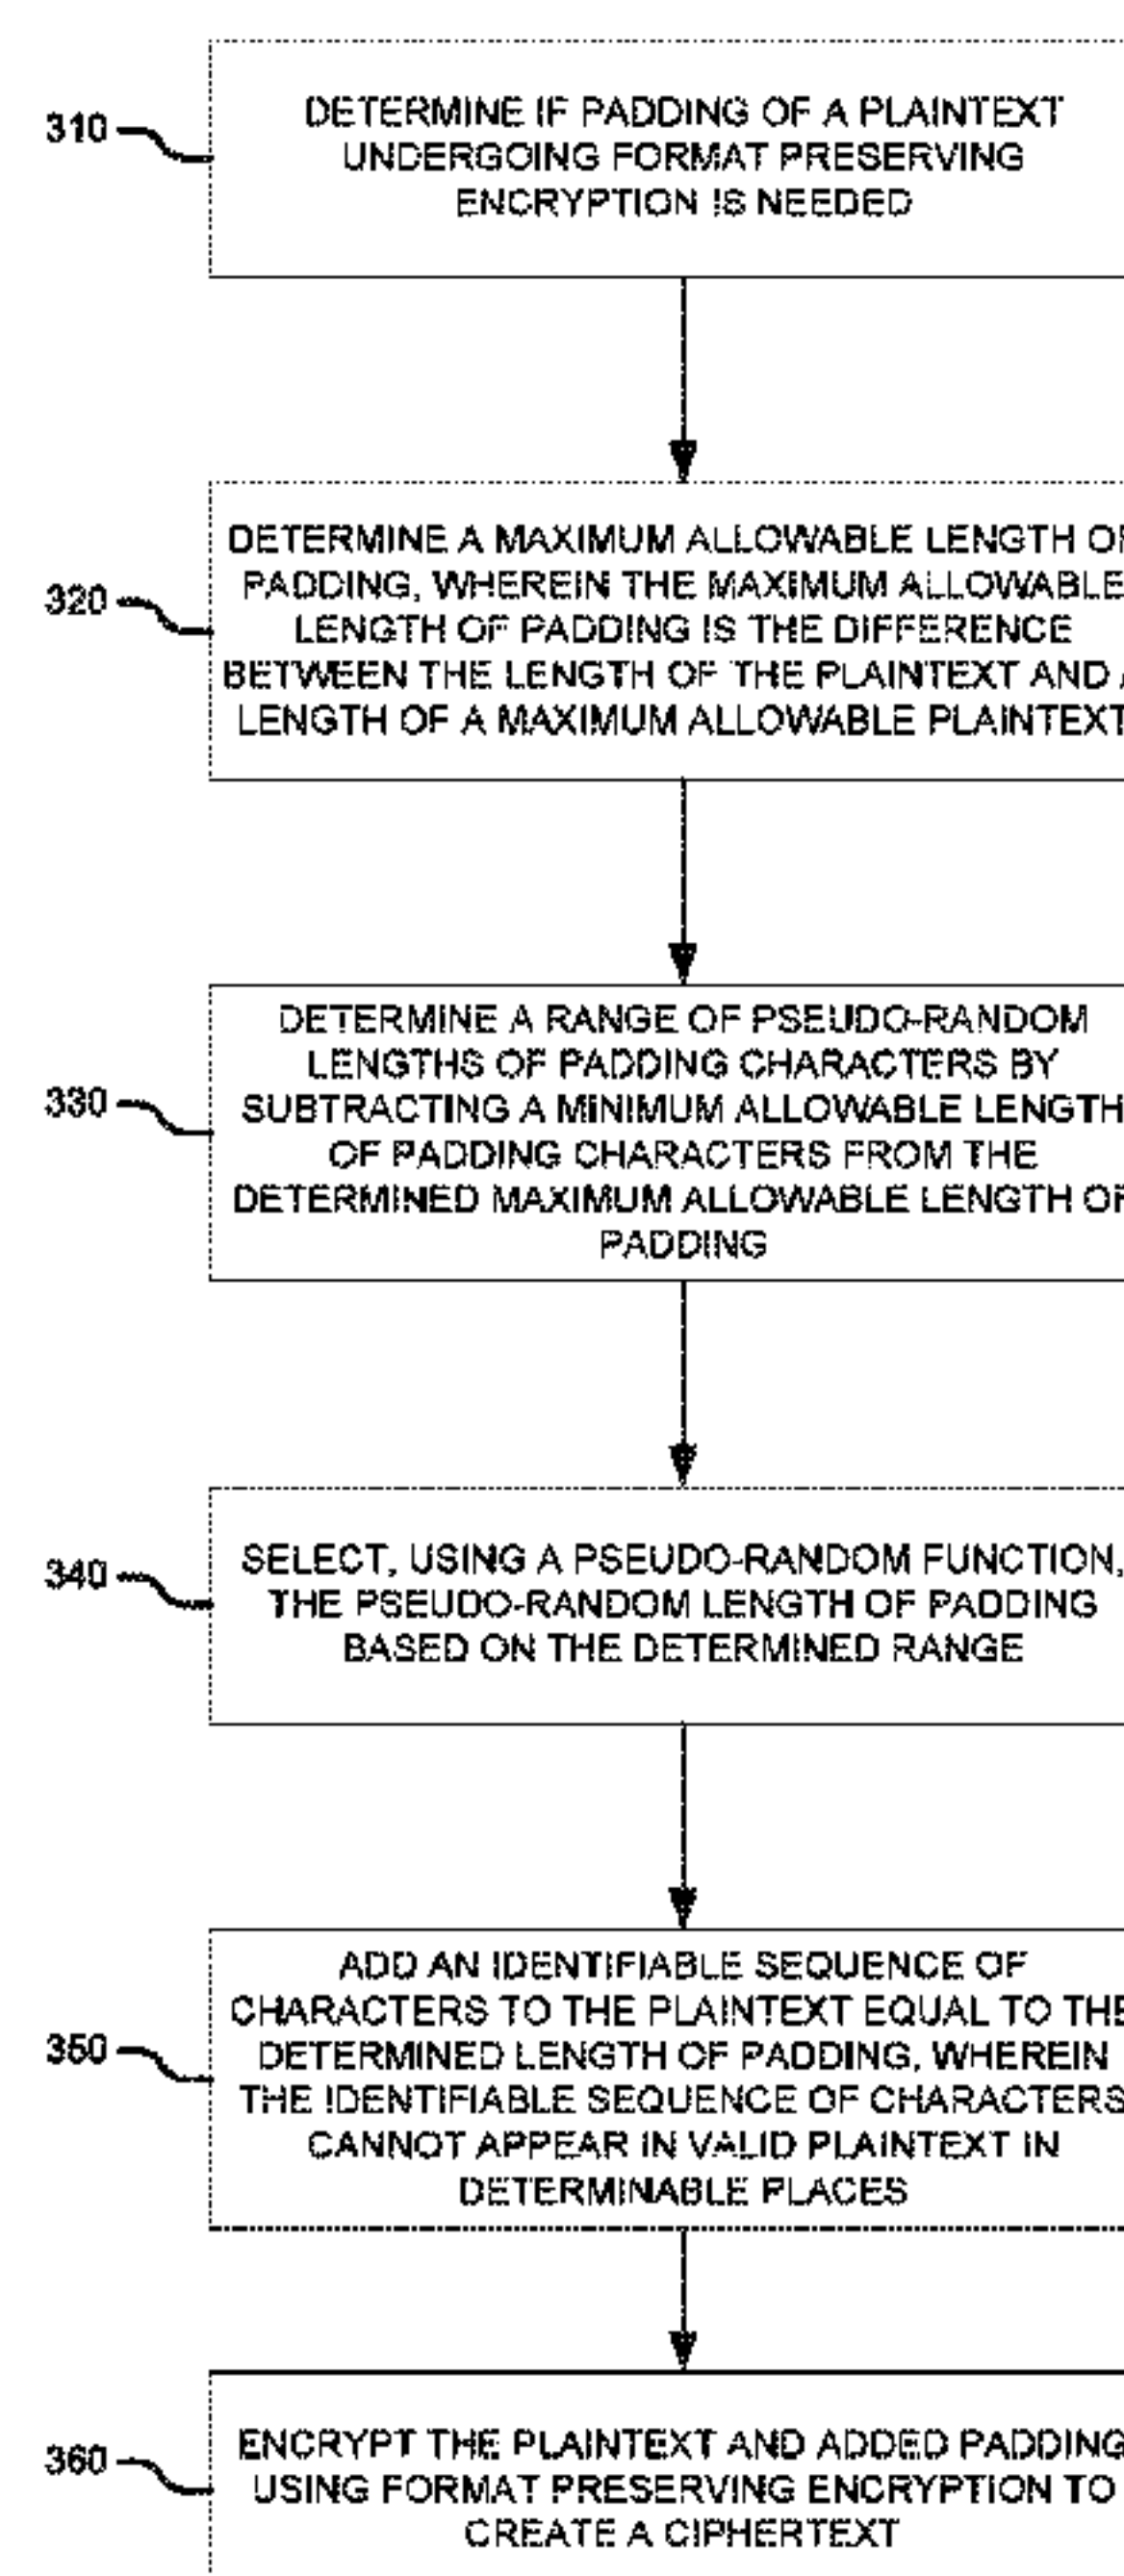 310
DETERMINE IF PADDING OF A PLAINTEXT
UNDERGOING FORMAT PRESERVING
ENCRYPTION IS NEEDED
320
DETERMINE A MAXIMUM ALLOWABLE LENGTH OF
PADDING, WHEREIN THE MAXIMUM ALLOWABLE
LENGTH OF PADDING IS THE DIFFERENCE
BETWEEN THE LENGTH OF THE PLAINTEXT AND
LENGTH OF A MAXIMUM ALLOWABLE PLAINTEXT
330
DETERMINE A RANGE OF PSEUDO-RANDOM
LENGTHS OF PADDING CHARACTERS BY
SUBTRACTING A MINIMUM ALLOWABLE LENGTH
OF PADDING CHARACTERS FROM THE
DETERMINED MAXIMUM ALLOWABLE LENGTH OF
PADDING
340
SELECT, USING A PSEUDO-RANDOM FUNCTION,
THE PSEUDO-RANDOM LENGTH OF PADDING
BASED ON THE DETERMINED RANGE
350
ADD AN IDENTIFIABLE SEQUENCE OF
CHARACTERS TO THE PLAINTEXT EQUAL TO THE
DETERMINED LENGTH OF PADDING, WHEREIN
THE IDENTIFIABLE SEQUENCE OF CHARACTERS
CANNOT APPEAR IN VALID PLAINTEXT IN
DETERMINABLE PLACES
360
ENCRYPT THE PLAINTEXT AND ADDED PADDING
USING FORMAT PRESERVING ENCRYPTION TO
CREATE A CIPHERTEXT